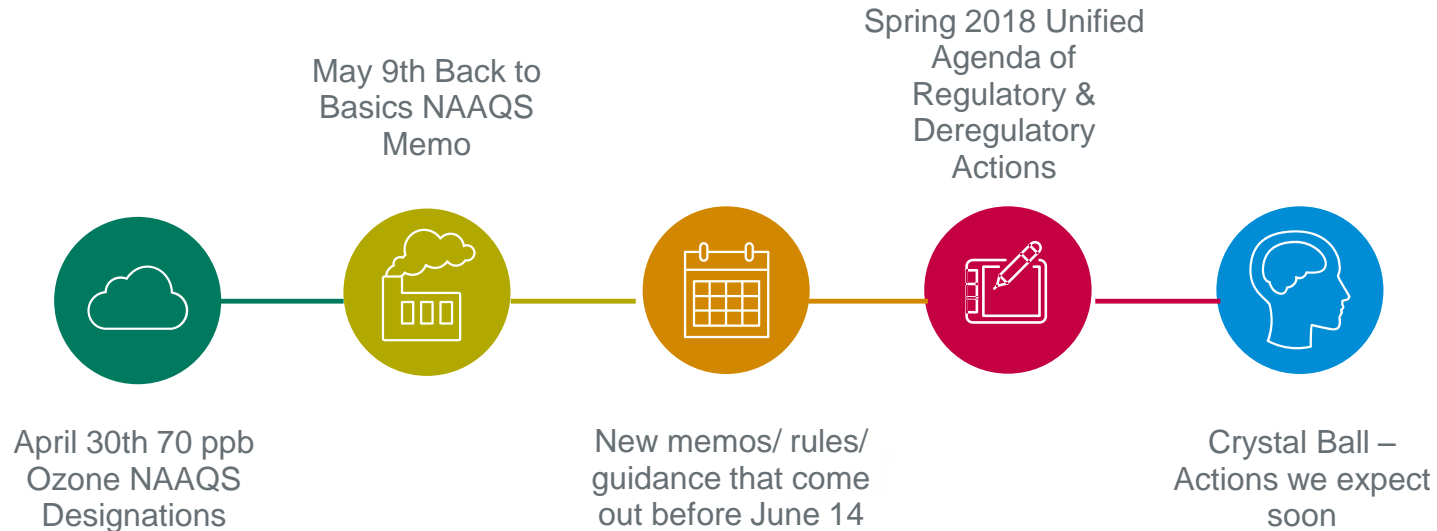 April 30th 70 ppb
Ozone NAAQS
Designations
May 9th Back to
Basics NAAQS
Memo
New memos/ rules/
guidance that come
out before June 14
Spring 2018 Unified
Agenda of
Regulatory &
Deregulatory
Actions
Crystal Ball –
Actions we expect
soon